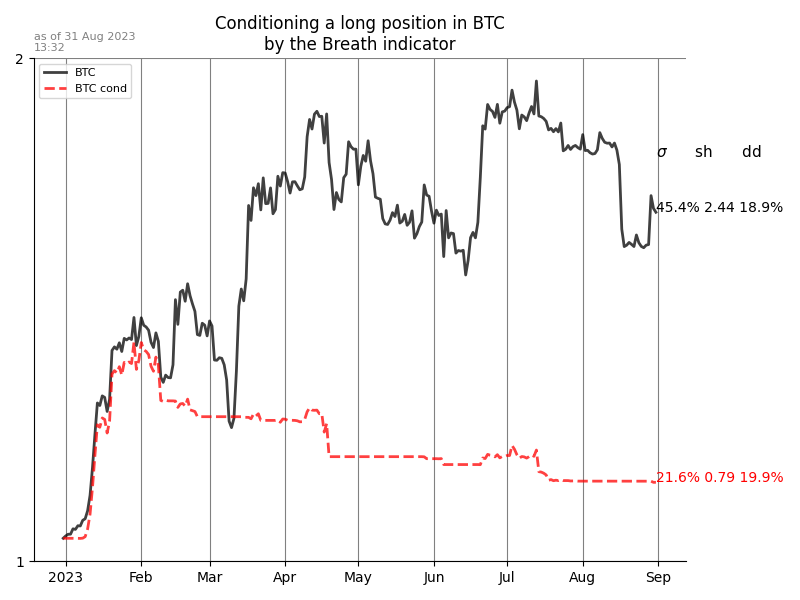 Conditioning a long position in BTC
by the Breath indicator
as of 31 Aug 2023
13:32
2
BTC
BTC cond
σ sh dd
45.4% 2.44 18.9%
21.6% 0.79 19.9%
1
2023 Feb Mar Apr May Jun Jul Aug Sep